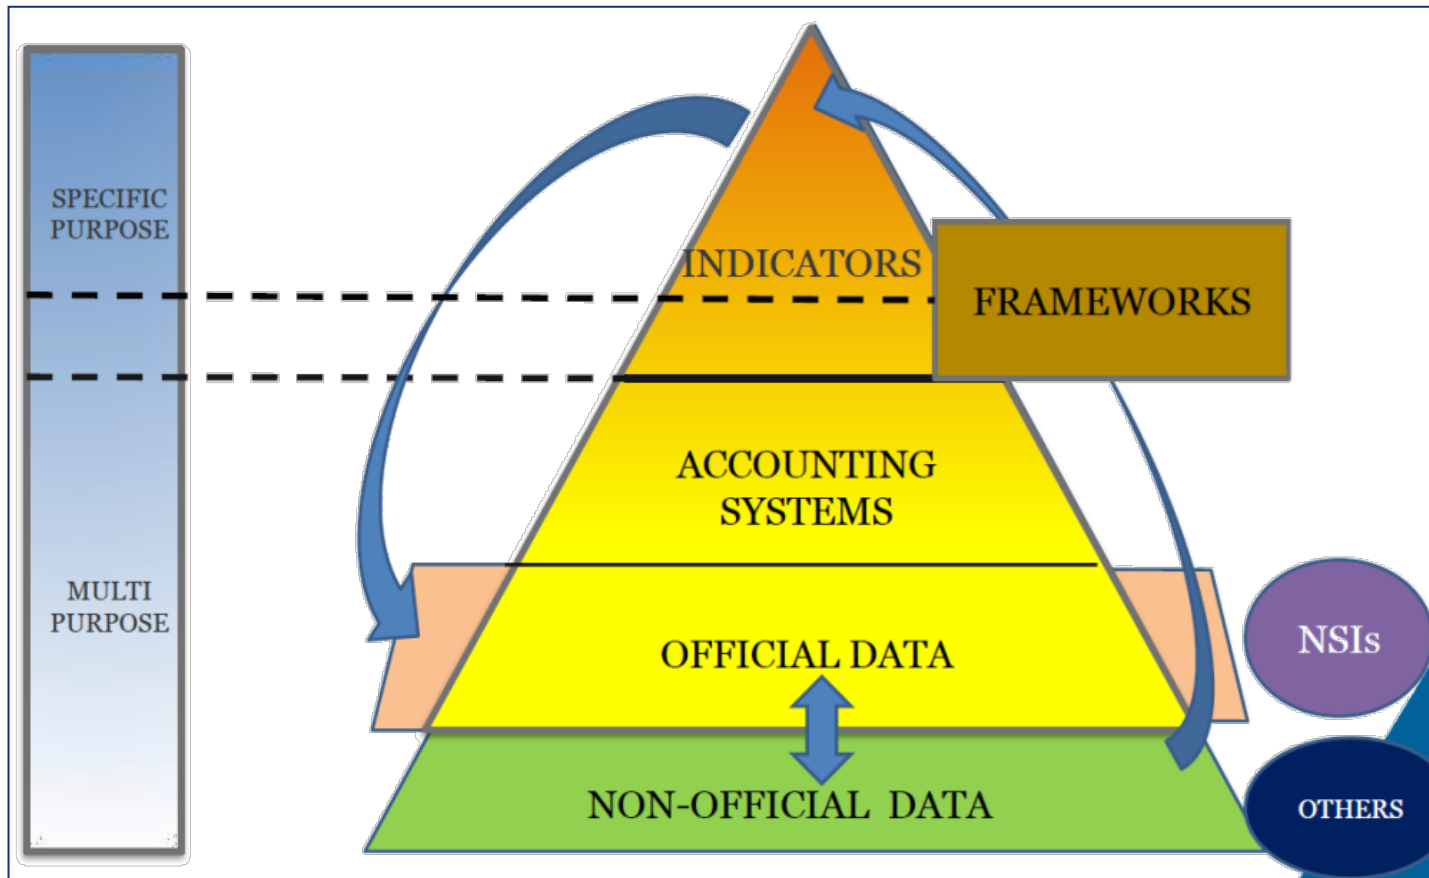 SPECIFIC
PURPOSE
INDICATORS
FRAMEWORKS
ACCOUNTING
SYSTEMS
MULTI
PURPOSE
OFFICIAL DATA
NSIs
NON-OFFICIAL DATA
OTHERS